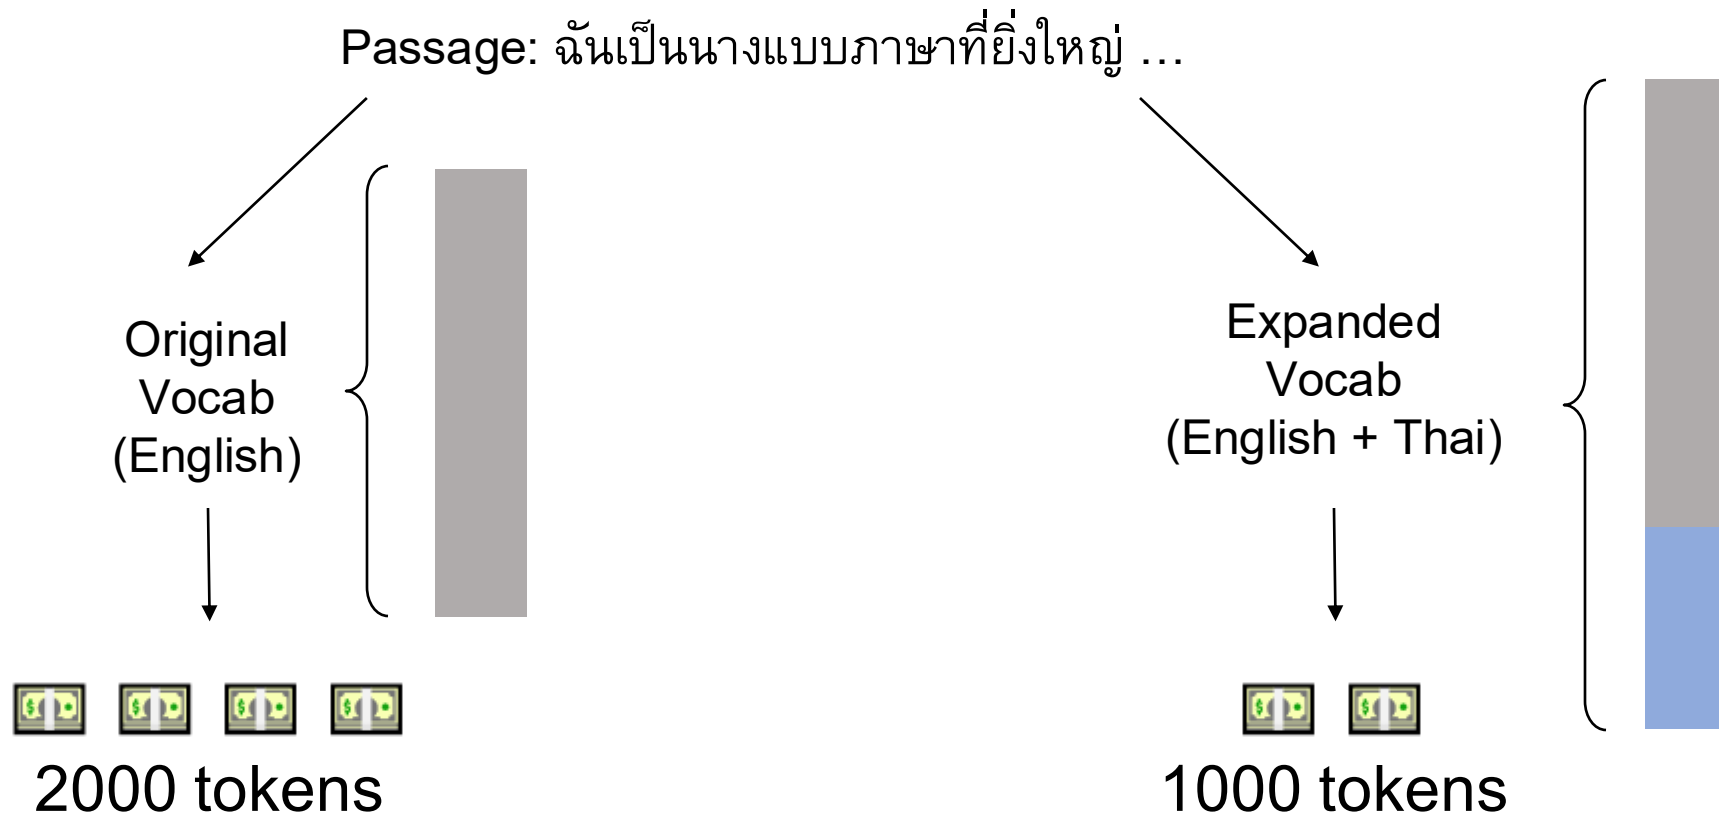 Passage: ฉันเป็นนางแบบภาษาที่ยิ่งใหญ่ ...
Original
Vocab
(English)
Expanded
Vocab
(English + Thai)
2000 tokens
1000 tokens